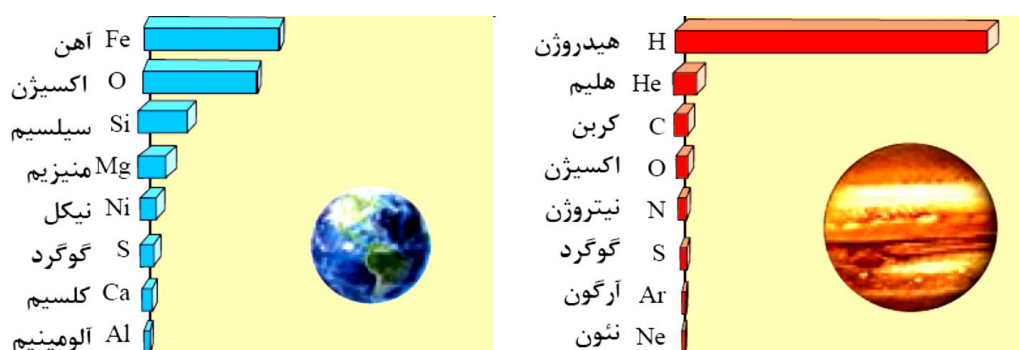 آهن Fe
اکسیژن O
سیلسیم Si
منیزیم Mg
نیکل Ni
گوگرد S
کلسیم Ca
آلومینیم Al
هیدروژن H
هلیم He
کربن C
اکسیژن O
نیتروژن N
گوگرد S
آرگون Ar
نئون Ne